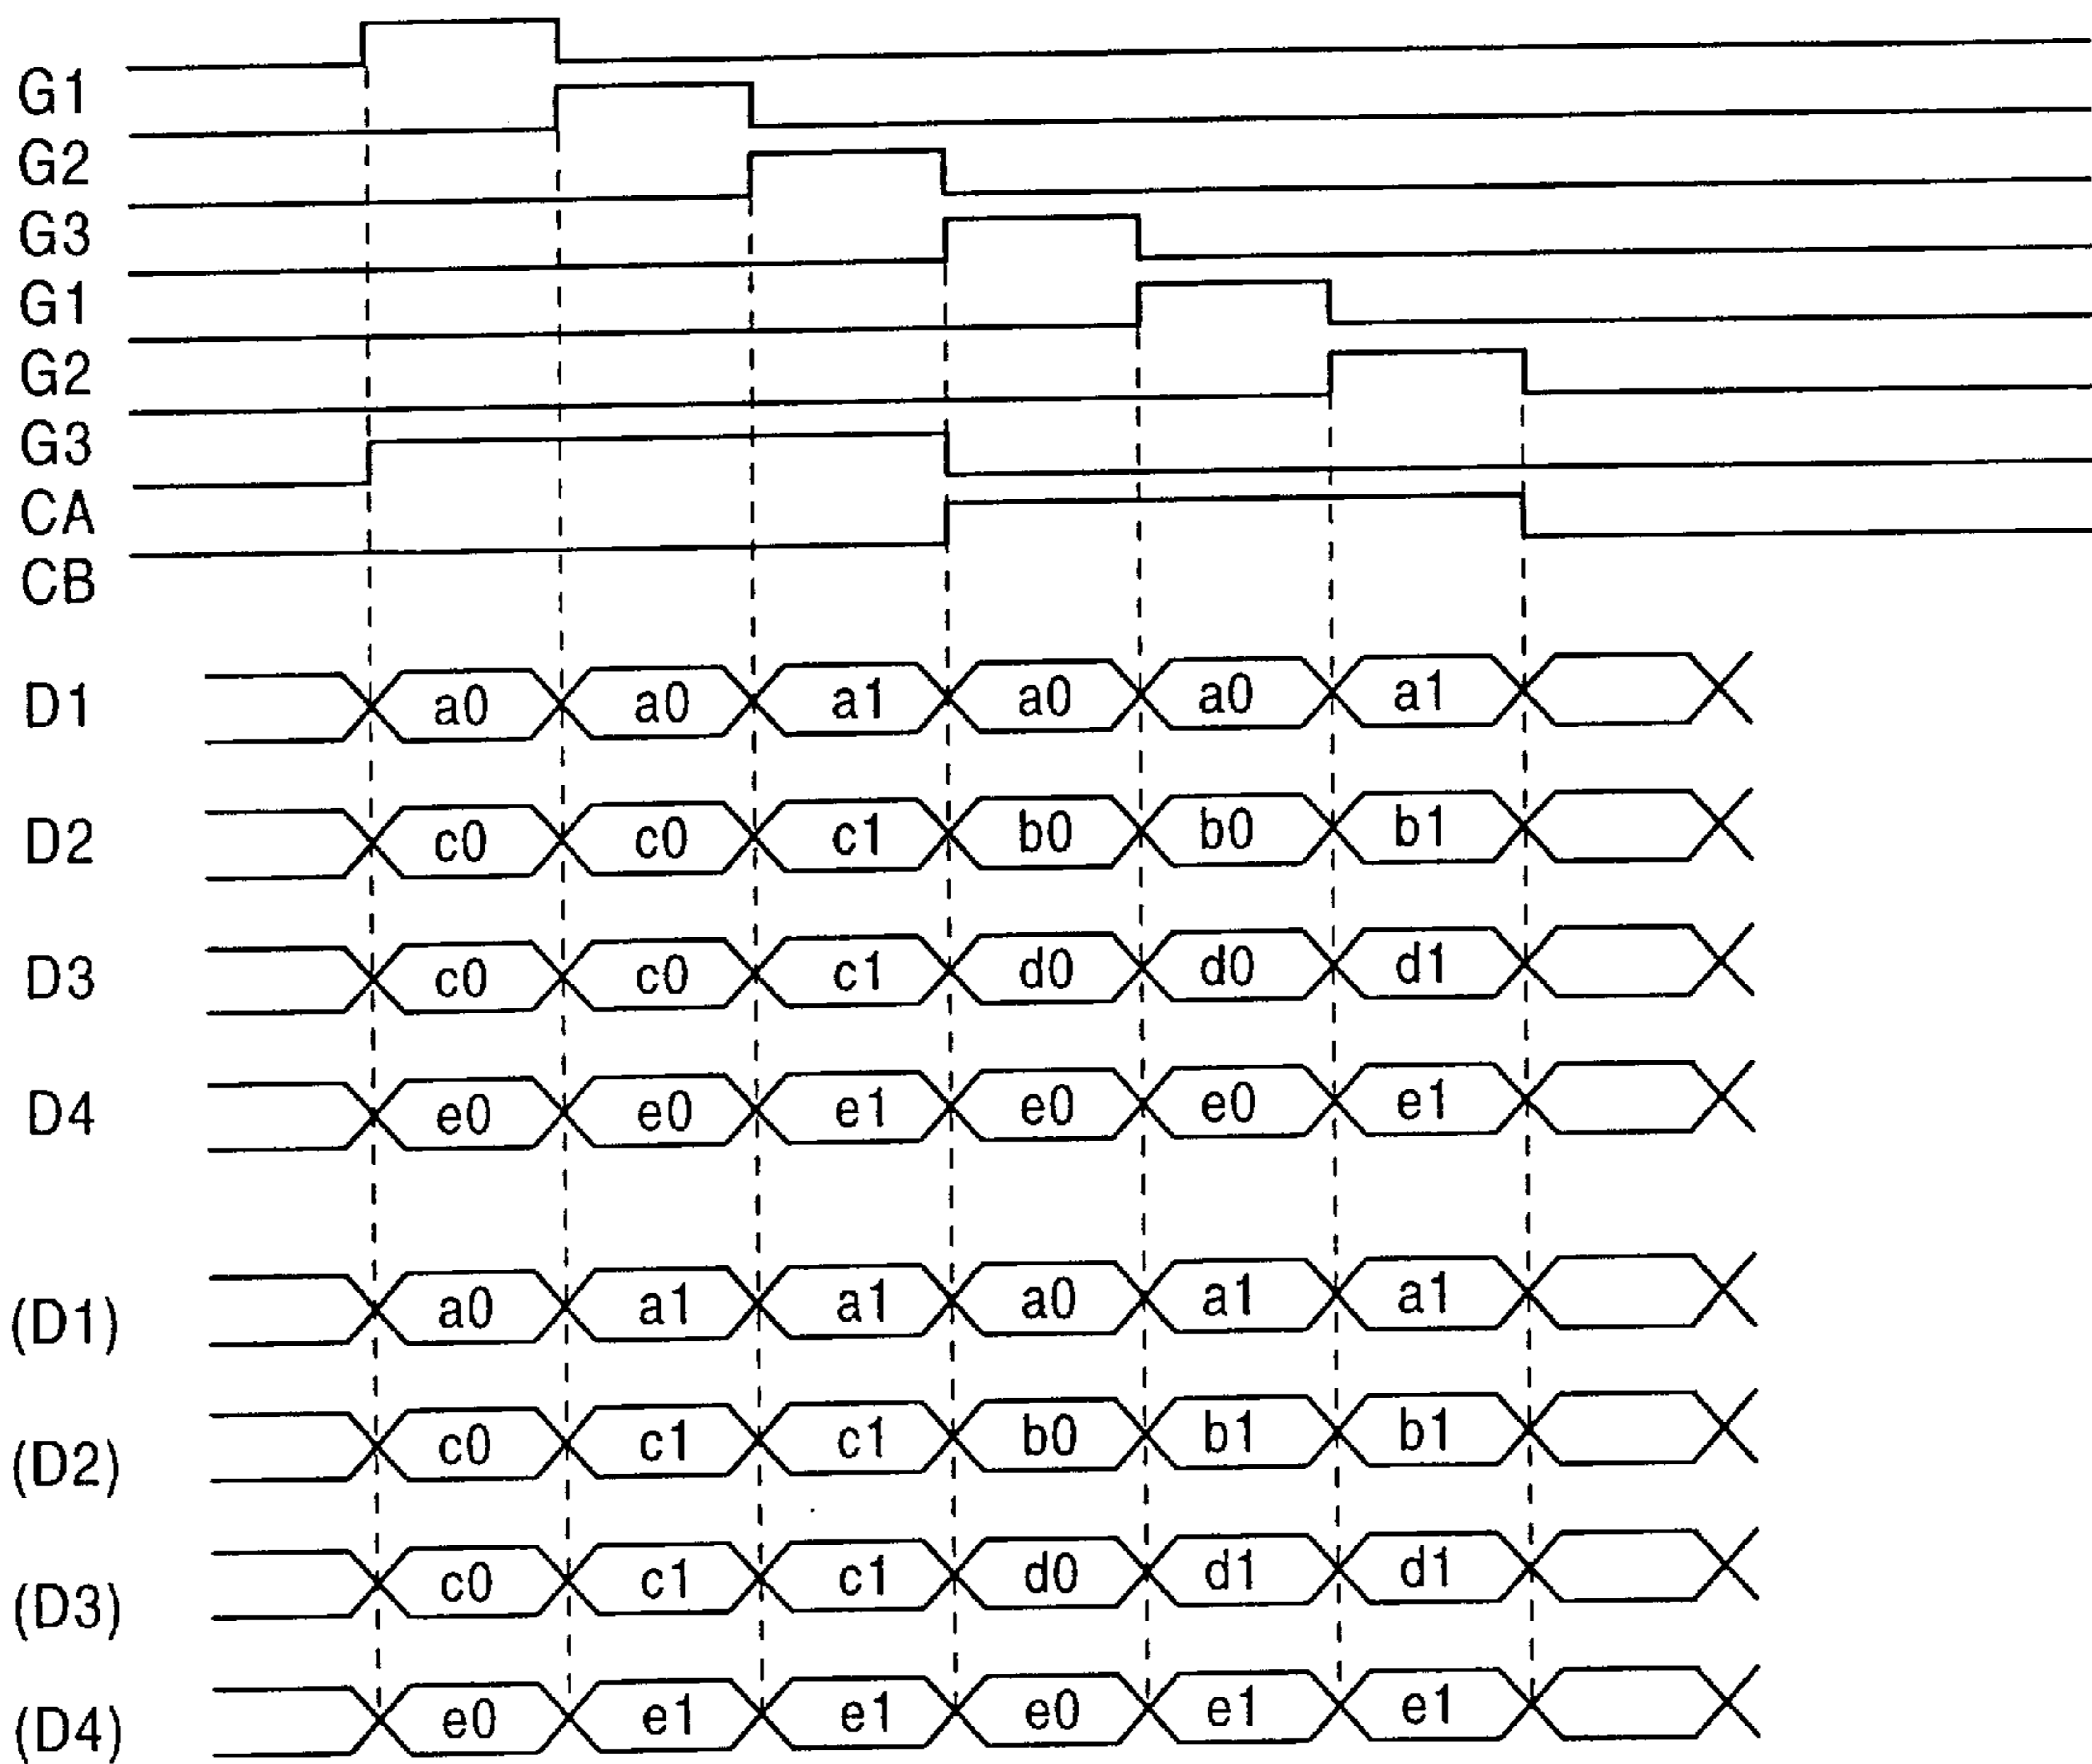 G1
G2
G3
G1
G2
G3
CA
CB
D1 a0 a0 a1 a0 a0 a1
D2 c0 c0 c1 b0 b0 b1
D3 c0 c0 c1 d0 d0 d1
D4 e0 e0 e1 e0 e0 e1
(D1) a0 a1 a1 a0 a1 a1
(D2) c0 c1 c1 b0 b1 b1
(D3) c0 c1 c1 d0 d1 d1
(D4) e0 e1 e1 e0 e1 e1